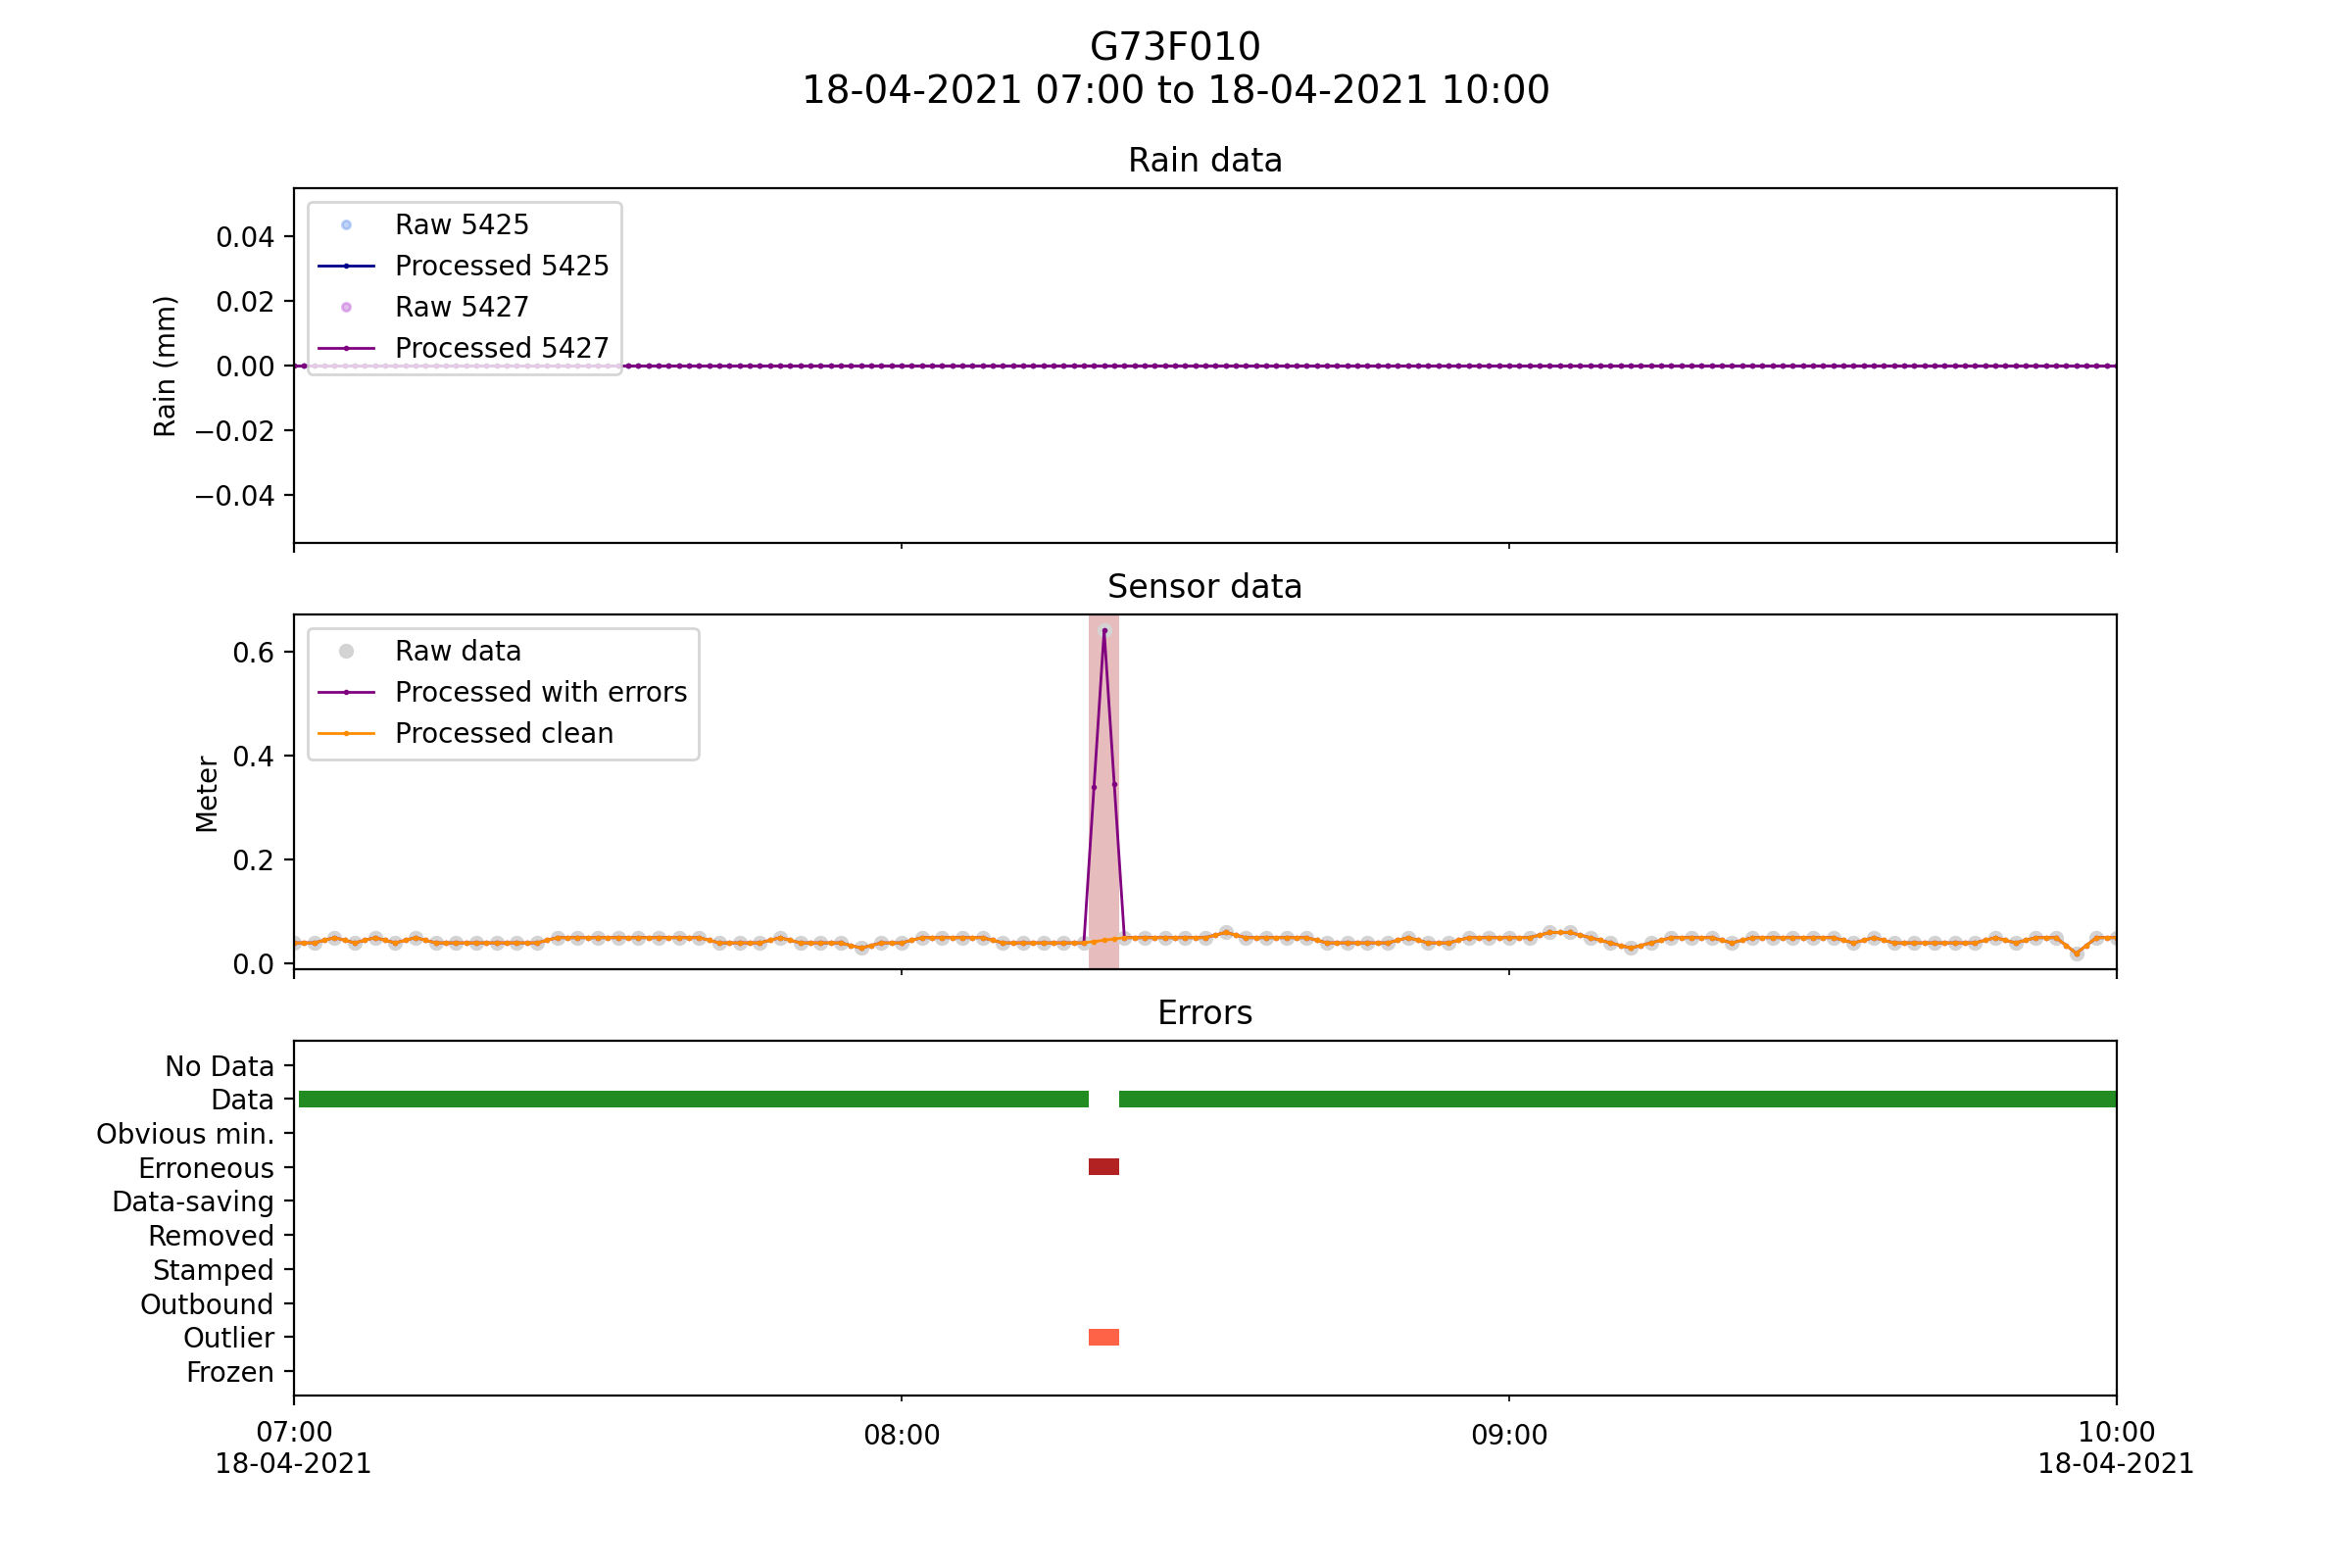 G73F010
18-04-2021 07:00 to 18-04-2021 10:00
Rain data
Rain (mm)
0.04
0.02
0.00
−0.02
−0.04
Raw 5425
Processed 5425
Raw 5427
Processed 5427
Sensor data
Meter
0.6
0.4
0.2
0.0
Raw data
Processed with errors
Processed clean
Errors
No Data
Data
Obvious min.
Erroneous
Data-saving
Removed
Stamped
Outbound
Outlier
Frozen
07:00
18-04-2021
08:00
09:00
10:00
18-04-2021